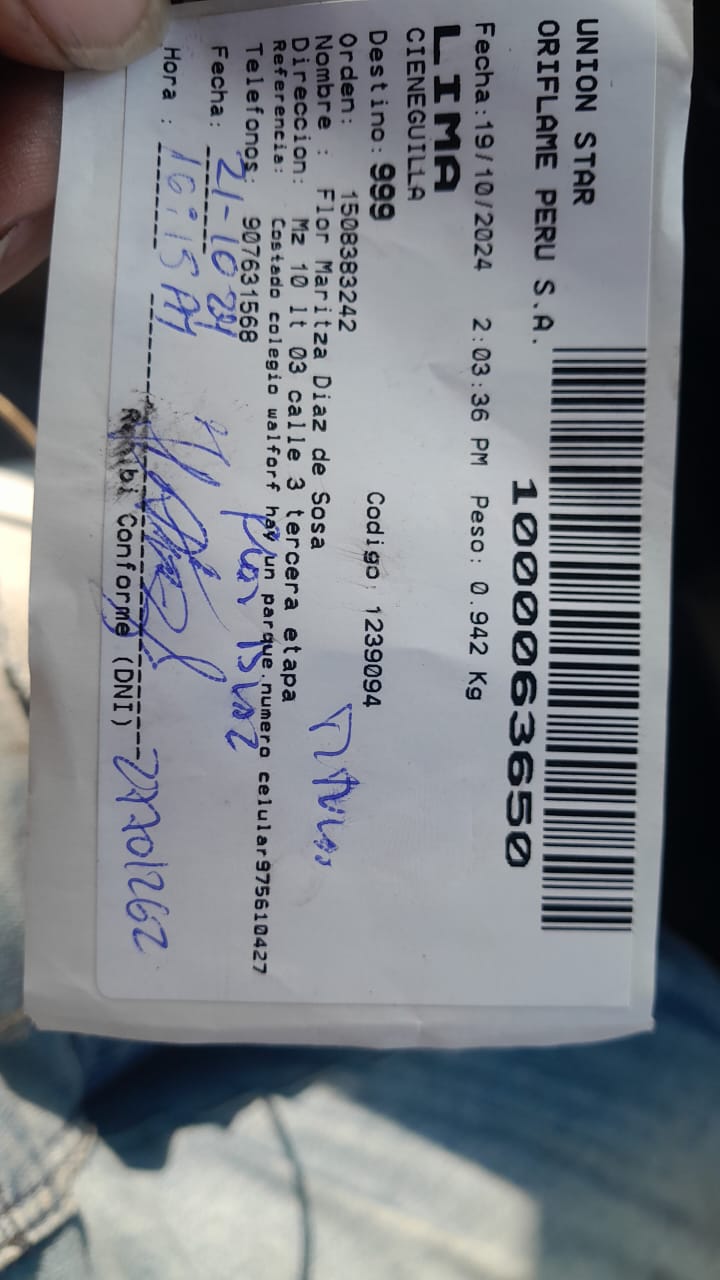 UNION STAR
ORIFLAME PERU S.A.
1000063650
Fecha:19/10/2024 2:03:36 PM Peso: 0.942 Kg
LIMA
CIENEGUILLA
Destino: 999 Codigo: 1239094
Orden: 1508383242
Nombre : Flor Maritza Diaz de Sosa
Direccion: Mz 10 lt 03 calle 3 tercera etapa
Referencia: Costado colegio walforf hay un parque.numero celular975610427
Telefonos: 907631568
Fecha: 21-10-24 Flor
Hora : 10:15 AM
Recibi Conforme (DNI)